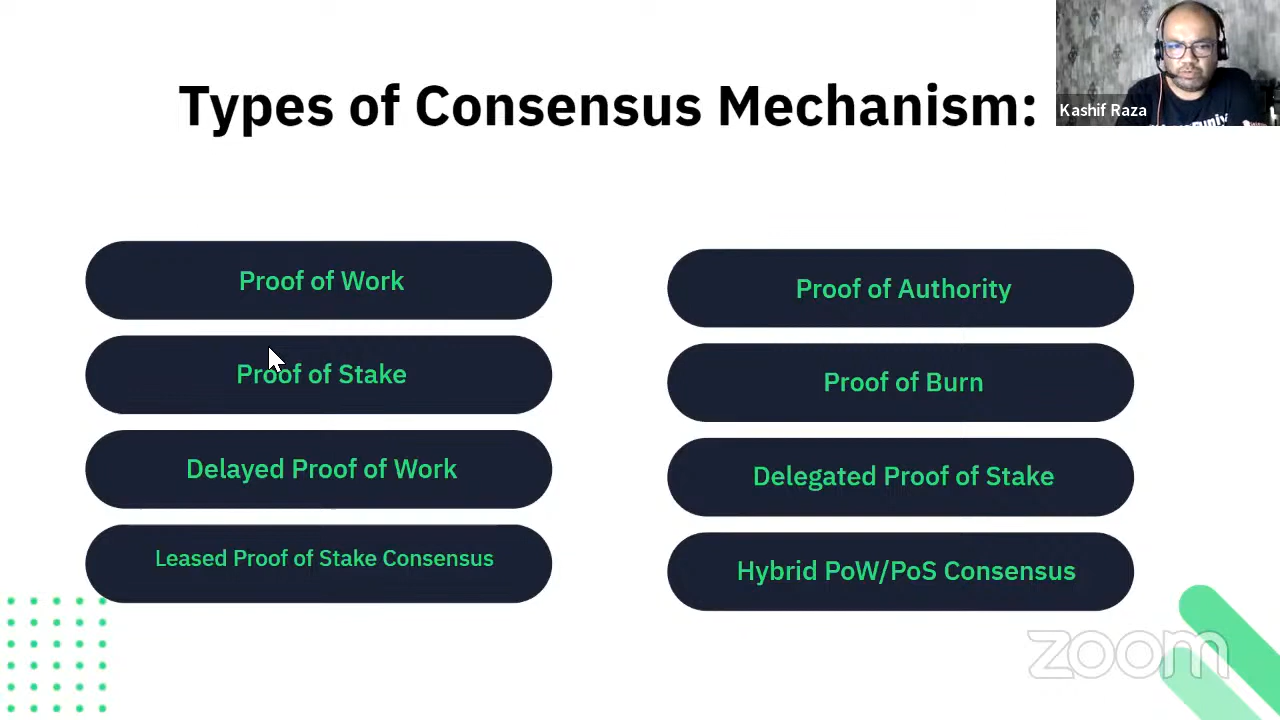 Types of Consensus Mechanism:
Kashif Raza
Proof of Work
Proof of Stake
Delayed Proof of Work
Leased Proof of Stake Consensus
Proof of Authority
Proof of Burn
Delegated Proof of Stake
Hybrid PoW/PoS Consensus
zoom